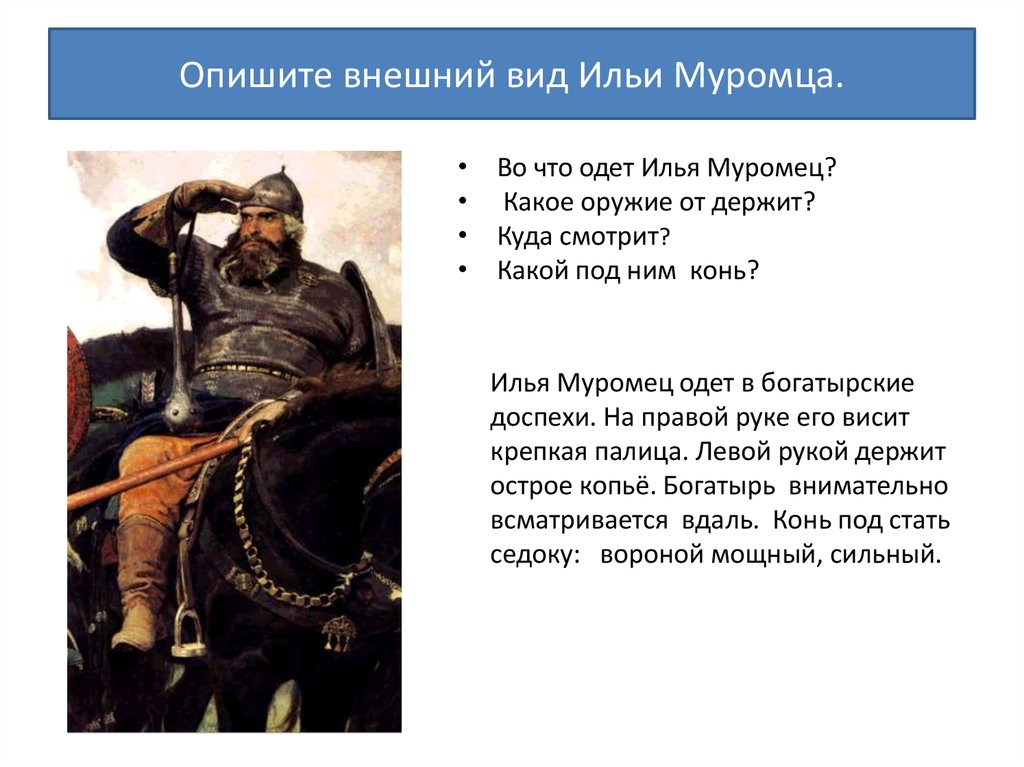 Опишите внешний вид Ильи Муромца.
• Во что одет Илья Муромец?
• Какое оружие от держит?
• Куда смотрит?
• Какой под ним конь?
Илья Муромец одет в богатырские
доспехи. На правой руке его висит
крепкая палица. Левой рукой держит
острое копьё. Богатырь внимательно
всматривается вдаль. Конь под стать
седоку: вороной мощный, сильный.